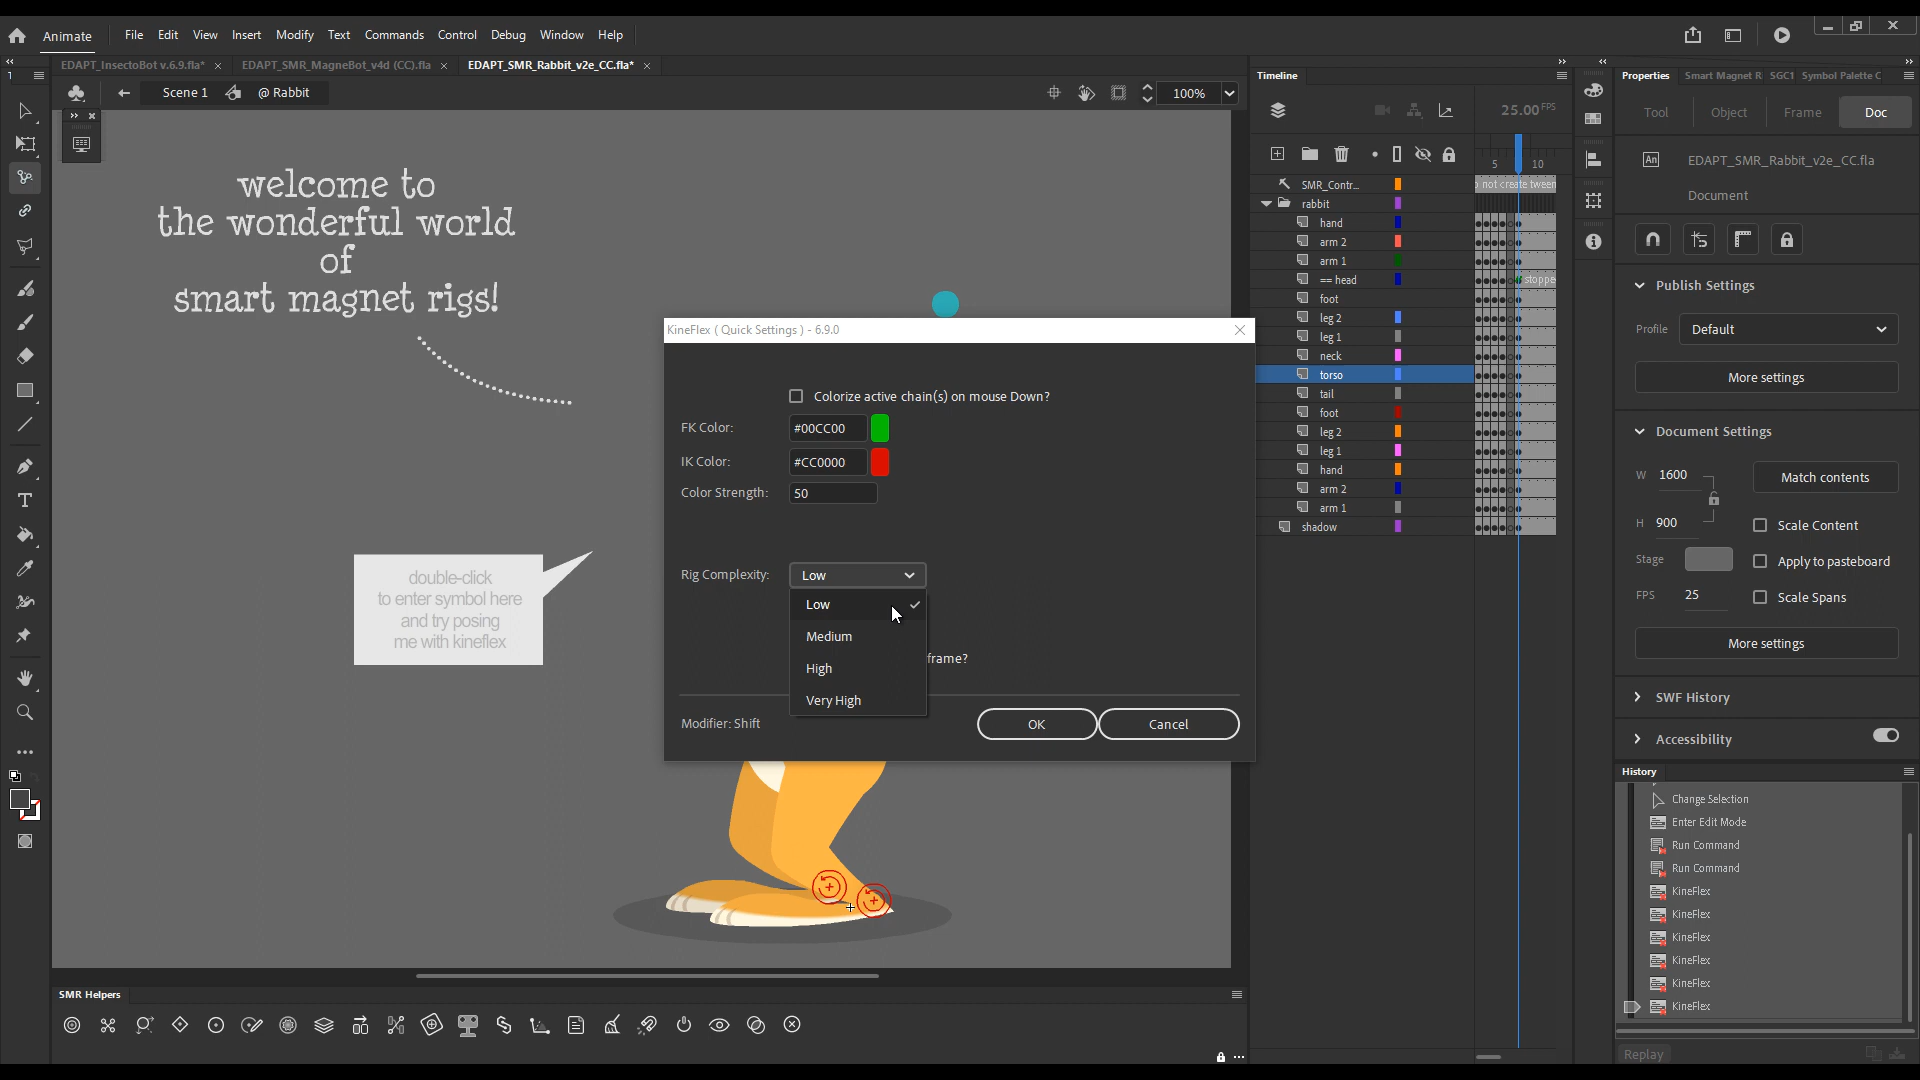 Animate
File Edit View Insert Modify Text Commands Control Debug Window Help
EDAPT_InsectoBot v.6.9.fla* ×
EDAPT_SMR_MagneBot_v4d (CC).fla ×
EDAPT_SMR_Rabbit_v2e_CC.fla* ×
Scene 1
@ Rabbit
100%
welcome to
the wonderful world
of
smart magnet rigs!
double-click
to enter symbol here
and try posing
me with kineflex
KineFlex ( Quick Settings ) - 6.9.0
Colorize active chain(s) on mouse Down?
FK Color: #00CC00
IK Color: #CC0000
Color Strength: 50
Rig Complexity: Low
Low
Medium
High
Very High
frame?
Modifier: Shift
OK
Cancel
SMR Helpers
Timeline
25.00 FPS
5 10
SMR_Contr...
not create tween
rabbit
hand
arm 2
arm 1
== head
stoppe
foot
leg 2
leg 1
neck
torso
tail
foot
leg 2
leg 1
hand
arm 2
arm 1
shadow
Properties Smart Magnet R SGC1 Symbol Palette C
Tool Object Frame Doc
An EDAPT_SMR_Rabbit_v2e_CC.fla
Document
Publish Settings
Profile Default
More settings
Document Settings
W 1600 Match contents
H 900 Scale Content
Stage Apply to pasteboard
FPS 25 Scale Spans
More settings
SWF History
Accessibility
History
Change Selection
Enter Edit Mode
Run Command
Run Command
KineFlex
KineFlex
KineFlex
KineFlex
KineFlex
KineFlex
Replay